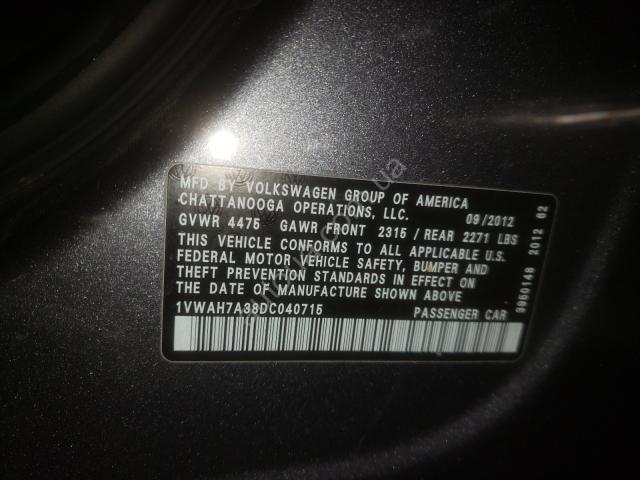 MFD BY VOLKSWAGEN GROUP OF AMERICA
CHATTANOOGA OPERATIONS, LLC. 09/2012
GVWR 4475 GAWR FRONT 2315 / REAR 2271 LBS
THIS VEHICLE CONFORMS TO ALL APPLICABLE U.S.
FEDERAL MOTOR VEHICLE SAFETY, BUMPER AND
THEFT PREVENTION STANDARDS IN EFFECT ON
THE DATE OF MANUFACTURE SHOWN ABOVE.
1VWAH7A38DC040715 PASSENGER CAR
3950148 2012 62